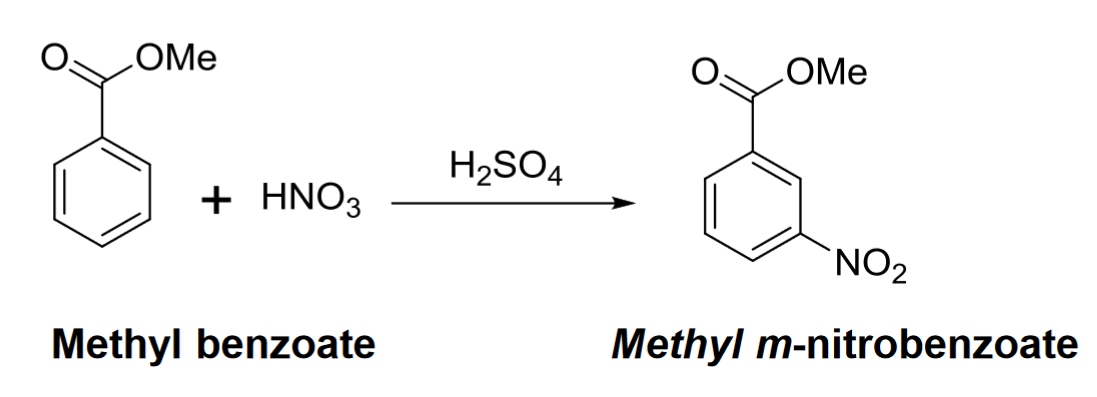 O OMe
+ HNO₃
H₂SO₄
O OMe
NO₂
Methyl benzoate
Methyl m-nitrobenzoate